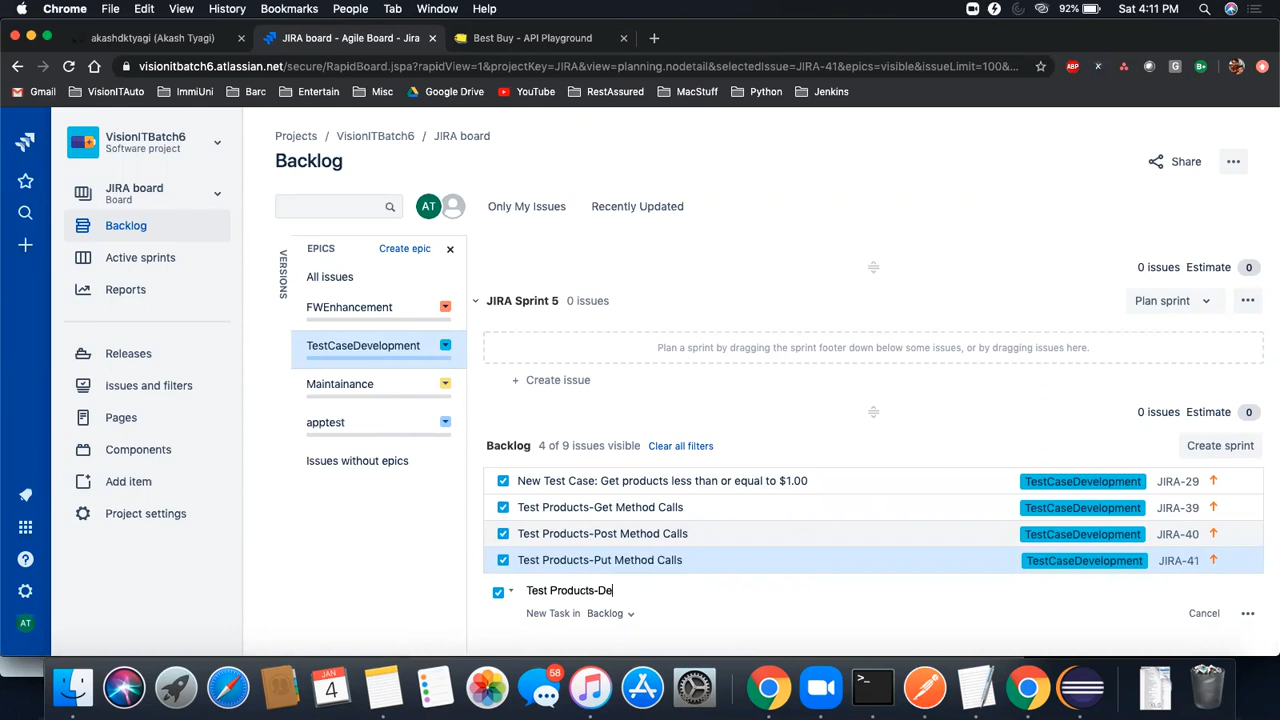 Chrome File Edit View History Bookmarks People Tab Window Help 92% Sat 4:11 PM
akashdktyagi (Akash Tyagi) JIRA board - Agile Board - Jira Best Buy - API Playground
visionitbatch6.atlassian.net/secure/RapidBoard.jspa?rapidView=1&projectKey=JIRA&view=planning.nodetail&selectedIssue=JIRA-41&epics=visible&issueLimit=100&...
Gmail VisionITAuto ImmiUni Barc Entertain Misc Google Drive YouTube RestAssured MacStuff Python Jenkins
VisionITBatch6
Software project
JIRA board
Board
Backlog
Active sprints
Reports
Releases
Issues and filters
Pages
Components
Add item
Project settings
AT
Projects / VisionITBatch6 / JIRA board
Backlog
Share
AT Only My Issues Recently Updated
VERSIONS
EPICS Create epic
All issues
FWEnhancement
TestCaseDevelopment
Maintainance
apptest
Issues without epics
0 issues Estimate 0
JIRA Sprint 5 0 issues Plan sprint
Plan a sprint by dragging the sprint footer down below some issues, or by dragging issues here.
+ Create issue
0 issues Estimate 0
Backlog 4 of 9 issues visible Clear all filters Create sprint
New Test Case: Get products less than or equal to $1.00 TestCaseDevelopment JIRA-29
Test Products-Get Method Calls TestCaseDevelopment JIRA-39
Test Products-Post Method Calls TestCaseDevelopment JIRA-40
Test Products-Put Method Calls TestCaseDevelopment JIRA-41
Test Products-De
New Task in Backlog Cancel
JAN
4
58